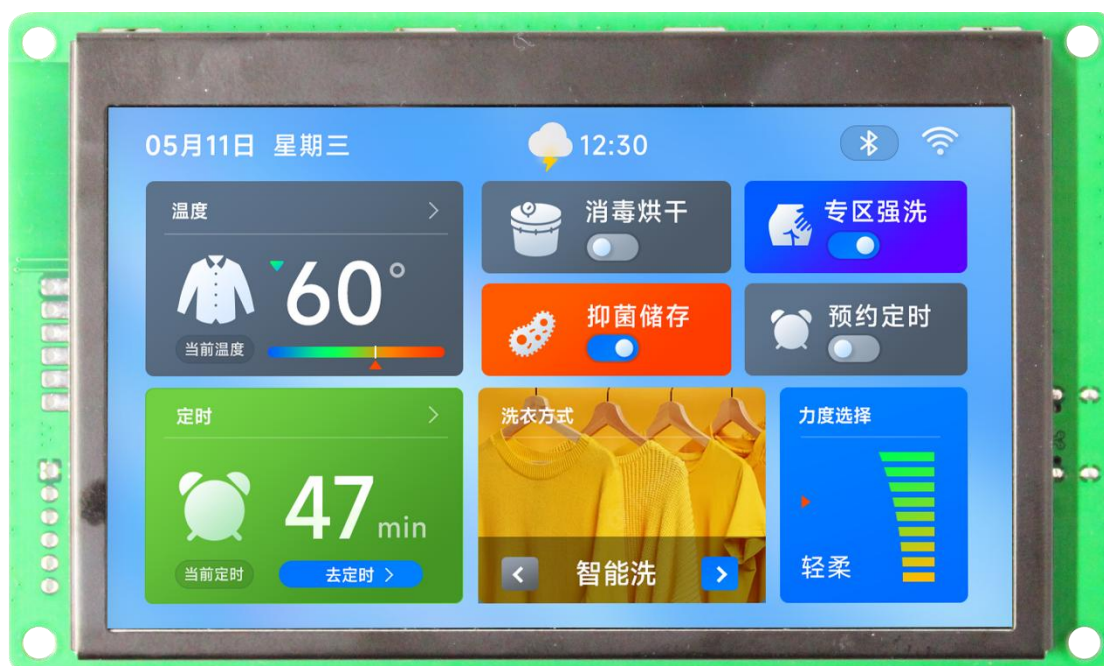 05月11日 星期三
12:30
温度
60°
当前温度
消毒烘干
专区强洗
抑菌储存
预约定时
定时
47 min
当前定时
去定时 >
洗衣方式
< 智能洗 >
力度选择
轻柔